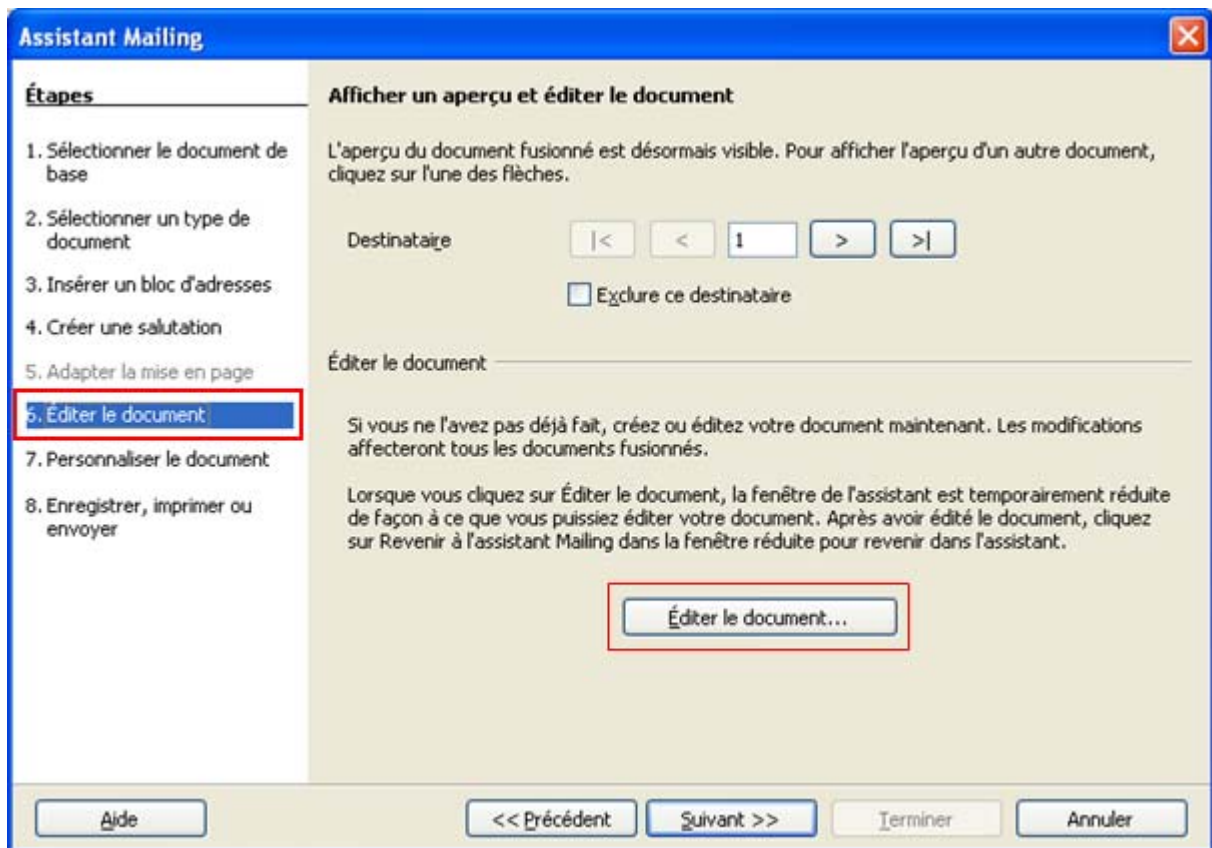 Assistant Mailing
Étapes
1. Sélectionner le document de
base
2. Sélectionner un type de
document
3. Insérer un bloc d'adresses
4. Créer une salutation
5. Adapter la mise en page
6. Éditer le document
7. Personnaliser le document
8. Enregistrer, imprimer ou
envoyer
Afficher un aperçu et éditer le document
L'aperçu du document fusionné est désormais visible. Pour afficher l'aperçu d'un autre document,
cliquez sur l'une des flèches.
Destinataire |< < 1 > >|
Exclure ce destinataire
Éditer le document
Si vous ne l'avez pas déjà fait, créez ou éditez votre document maintenant. Les modifications
affecteront tous les documents fusionnés.
Lorsque vous cliquez sur Éditer le document, la fenêtre de l'assistant est temporairement réduite
de façon à ce que vous puissiez éditer votre document. Après avoir édité le document, cliquez
sur Revenir à l'assistant Mailing dans la fenêtre réduite pour revenir dans l'assistant.
Éditer le document...
Aide << Précédent Suivant >> Terminer Annuler